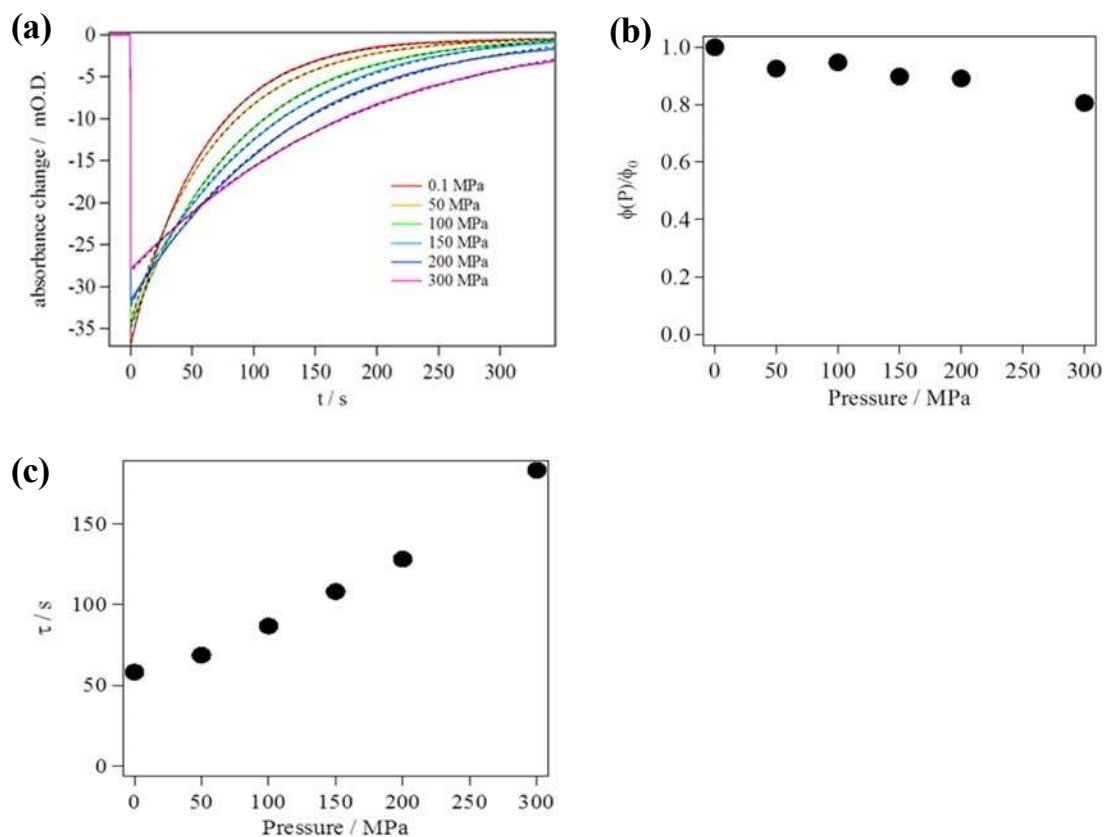 (a)
0
-5
-10
-15
-20
-25
-30
-35
absorbance change / mO.D.
0.1 MPa
50 MPa
100 MPa
150 MPa
200 MPa
300 MPa
0 50 100 150 200 250 300
t / s
(b)
1.0
0.8
0.6
0.4
0.2
0.0
ϕ(P)/ϕ₀
0 50 100 150 200 250 300
Pressure / MPa
(c)
150
100
50
0
τ / s
0 50 100 150 200 250 300
Pressure / MPa